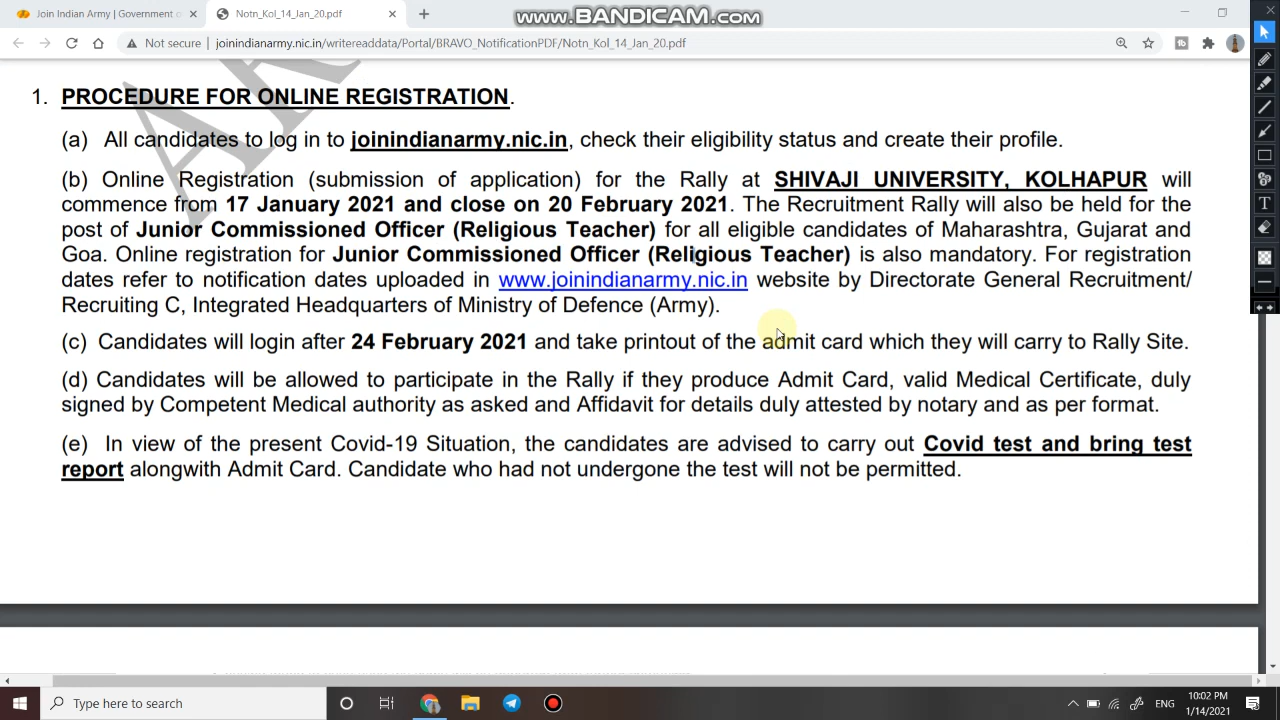 Join Indian Army | Government o
Notn_Kol_14_Jan_20.pdf
www.BANDICAM.com
Not secure | joinindianarmy.nic.in/writereaddata/Portal/BRAVO_NotificationPDF/Notn_Kol_14_Jan_20.pdf
1. PROCEDURE FOR ONLINE REGISTRATION.
(a) All candidates to log in to joinindianarmy.nic.in, check their eligibility status and create their profile.
(b) Online Registration (submission of application) for the Rally at SHIVAJI UNIVERSITY, KOLHAPUR will
commence from 17 January 2021 and close on 20 February 2021. The Recruitment Rally will also be held for the
post of Junior Commissioned Officer (Religious Teacher) for all eligible candidates of Maharashtra, Gujarat and
Goa. Online registration for Junior Commissioned Officer (Religious Teacher) is also mandatory. For registration
dates refer to notification dates uploaded in www.joinindianarmy.nic.in website by Directorate General Recruitment/
Recruiting C, Integrated Headquarters of Ministry of Defence (Army).
(c) Candidates will login after 24 February 2021 and take printout of the admit card which they will carry to Rally Site.
(d) Candidates will be allowed to participate in the Rally if they produce Admit Card, valid Medical Certificate, duly
signed by Competent Medical authority as asked and Affidavit for details duly attested by notary and as per format.
(e) In view of the present Covid-19 Situation, the candidates are advised to carry out Covid test and bring test
report alongwith Admit Card. Candidate who had not undergone the test will not be permitted.
Type here to search
ENG
10:02 PM
1/14/2021